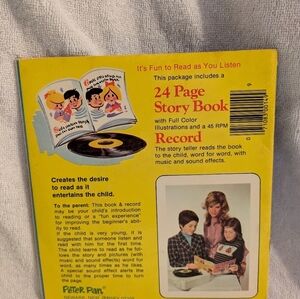 It's Fun to Read as You Listen
This package includes a
24 Page
Story Book
with Full Color
Illustrations and a 45 RPM
Record
The story teller reads the book
to the child, word for word, with
music and sound effects.
Creates the desire
to read as it
entertains the child.
To the parent: This book & record
may be your child's introduction
to reading or a "fun experience"
for improving the beginner's abil-
ity to read.
If the child is very young, it is
suggested that someone listen and
read with him for the first time.
The child learns to read as he fol-
lows the story and pictures (with
music and sound effects) word for
word, as many times as he likes.
A special sound effect alerts the
child to the proper time to turn
the page.
Peter Pan